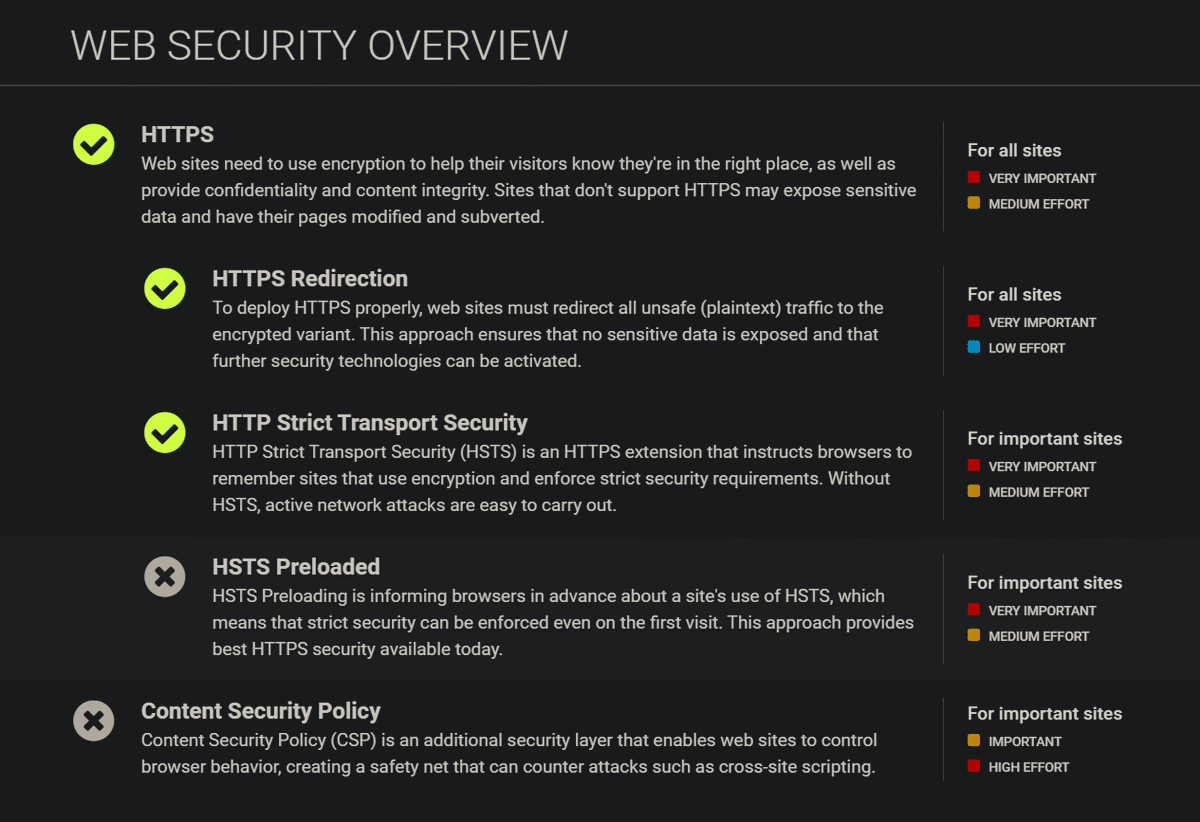 WEB SECURITY OVERVIEW
HTTPS
Web sites need to use encryption to help their visitors know they're in the right place, as well as
provide confidentiality and content integrity. Sites that don't support HTTPS may expose sensitive
data and have their pages modified and subverted.
For all sites
VERY IMPORTANT
MEDIUM EFFORT
HTTPS Redirection
To deploy HTTPS properly, web sites must redirect all unsafe (plaintext) traffic to the
encrypted variant. This approach ensures that no sensitive data is exposed and that
further security technologies can be activated.
For all sites
VERY IMPORTANT
LOW EFFORT
HTTP Strict Transport Security
HTTP Strict Transport Security (HSTS) is an HTTPS extension that instructs browsers to
remember sites that use encryption and enforce strict security requirements. Without
HSTS, active network attacks are easy to carry out.
For important sites
VERY IMPORTANT
MEDIUM EFFORT
HSTS Preloaded
HSTS Preloading is informing browsers in advance about a site's use of HSTS, which
means that strict security can be enforced even on the first visit. This approach provides
best HTTPS security available today.
For important sites
VERY IMPORTANT
MEDIUM EFFORT
Content Security Policy
Content Security Policy (CSP) is an additional security layer that enables web sites to control
browser behavior, creating a safety net that can counter attacks such as cross-site scripting.
For important sites
IMPORTANT
HIGH EFFORT